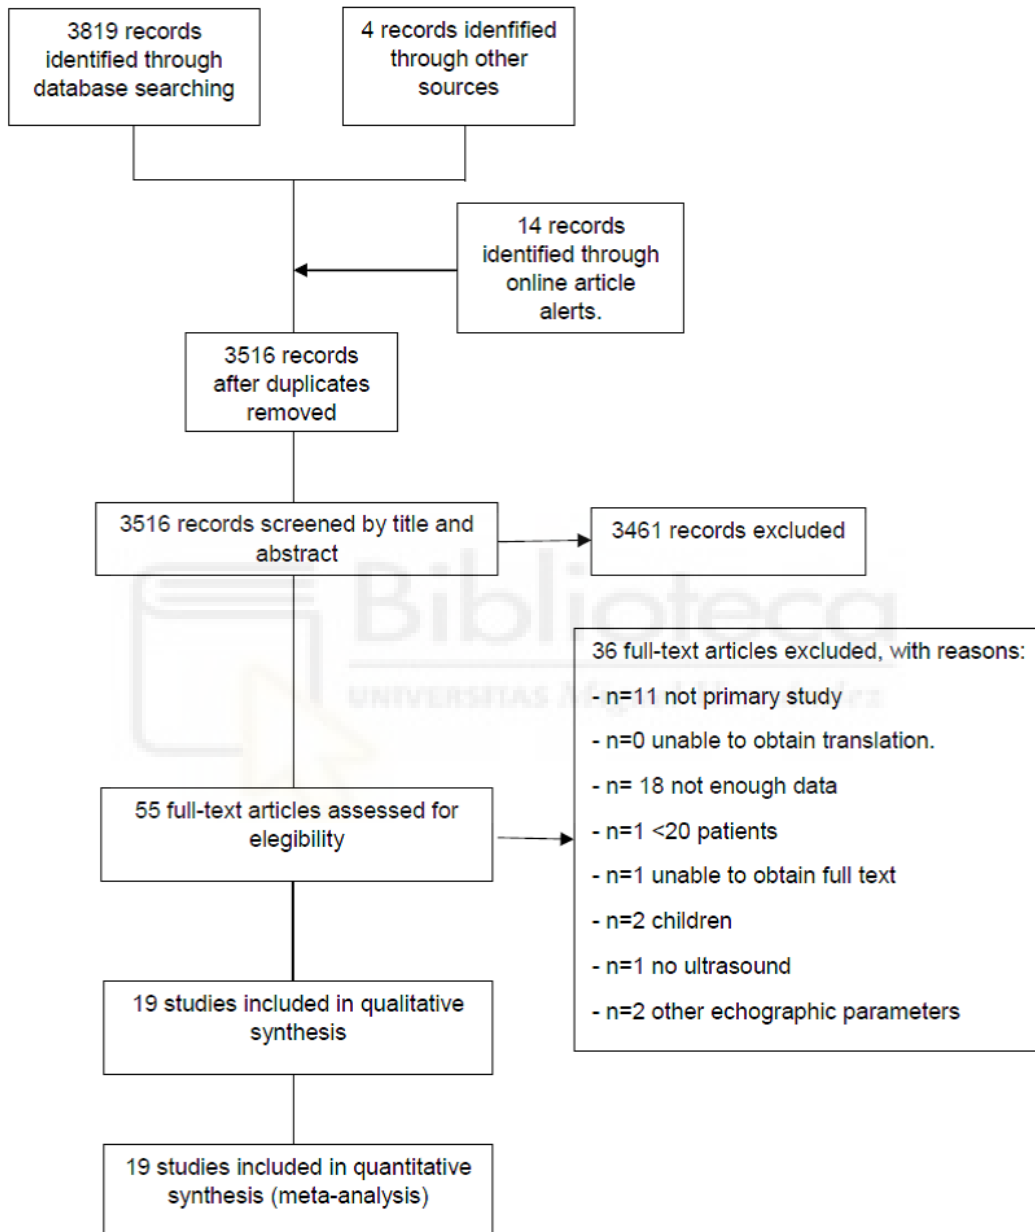 3819 records
identified through
database searching
4 records idenfified
through other
sources
14 records
identified through
online article
alerts.
3516 records
after duplicates
removed
3516 records screened by title and
abstract
3461 records excluded
Biblioteca
UNIVERSITAS Miguel Hernández
36 full-text articles excluded, with reasons:
- n=11 not primary study
- n=0 unable to obtain translation.
- n= 18 not enough data
- n=1 <20 patients
- n=1 unable to obtain full text
- n=2 children
- n=1 no ultrasound
- n=2 other echographic parameters
55 full-text articles assessed for
elegibility
19 studies included in qualitative
synthesis
19 studies included in quantitative
synthesis (meta-analysis)